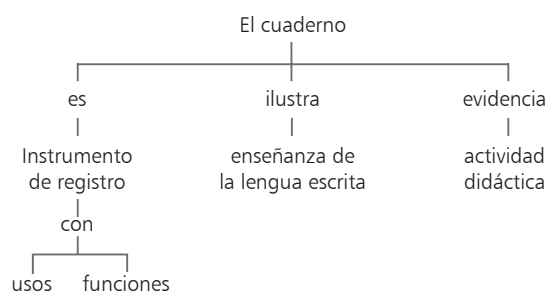 El cuaderno
es ilustra evidencia
Instrumento enseñanza de actividad
de registro la lengua escrita didáctica
con
usos funciones